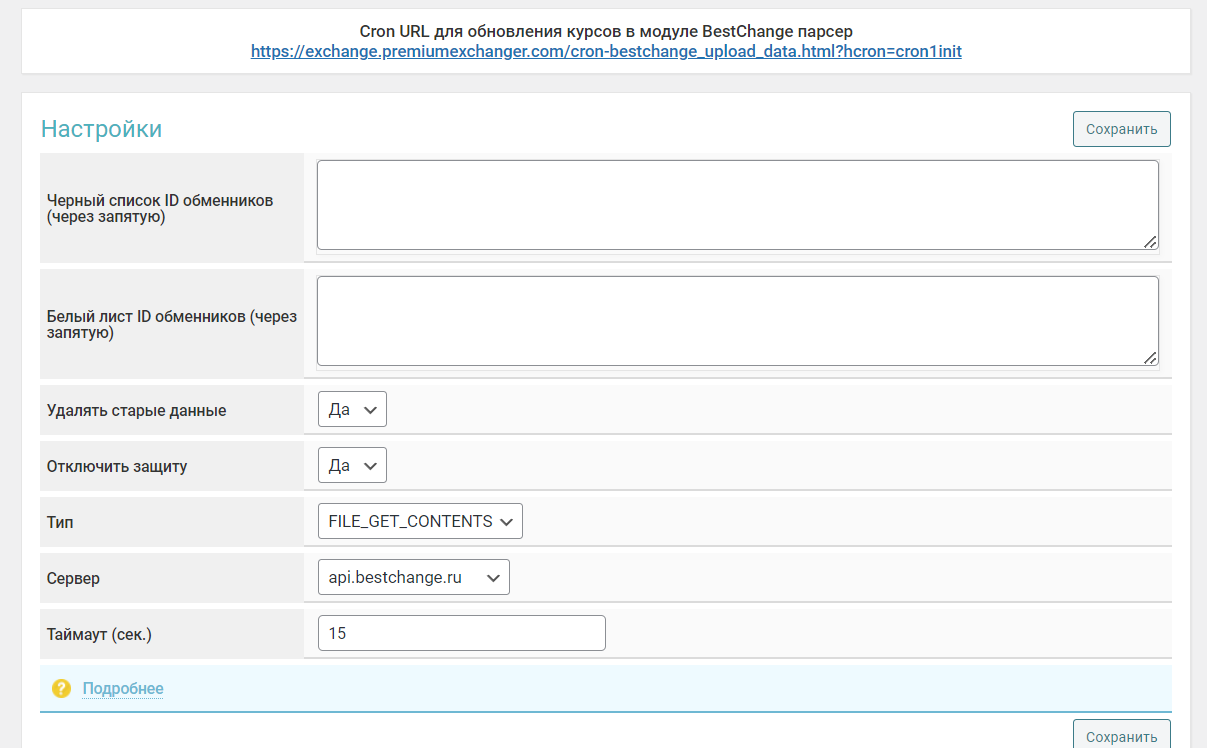 Cron URL для обновления курсов в модуле BestChange парсер
https://exchange.premiumexchanger.com/cron-bestchange_upload_data.html?hcron=cron1init
Настройки
Сохранить
Черный список ID обменников
(через запятую)
Белый лист ID обменников (через
запятую)
Удалять старые данные
Да
Отключить защиту
Да
Тип
FILE_GET_CONTENTS
Сервер
api.bestchange.ru
Таймаут (сек.)
15
? Подробнее
Сохранить